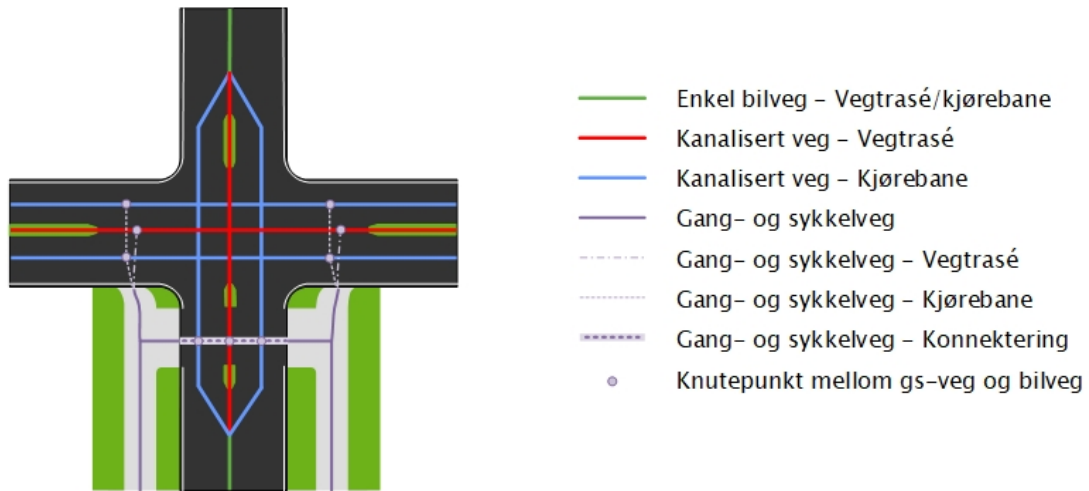 Enkel bilveg – Vegtrasé/kjørebane
Kanalisert veg – Vegtrasé
Kanalisert veg – Kjørebane
Gang- og sykkelveg
Gang- og sykkelveg – Vegtrasé
Gang- og sykkelveg – Kjørebane
Gang- og sykkelveg – Konnektering
Knutepunkt mellom gs-veg og bilveg